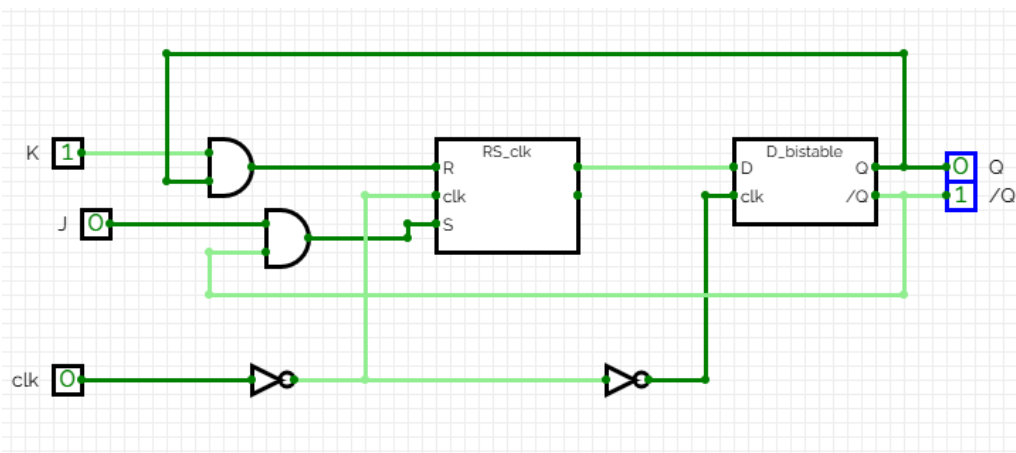 K 1
J 0
clk 0
RS_clk
R
clk
S
D_bistable
D Q
clk /Q
0 Q
1 /Q